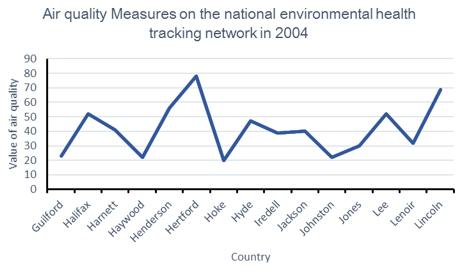 Air quality Measures on the national environmental health
tracking network in 2004
Value of air quality
90
80
70
60
50
40
30
20
10
0
Guilford
Halifax
Harnett
Haywood
Henderson
Hertford
Hoke
Hyde
Iredell
Jackson
Johnston
Jones
Lee
Lenoir
Lincoln
Country